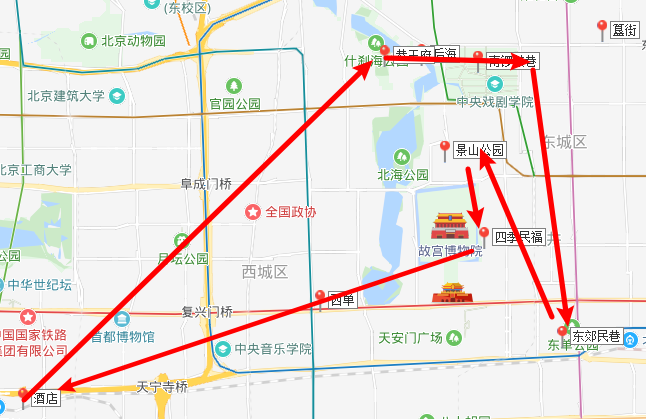 (东校区)
簋街
北京动物园
恭王府
后海
什刹海公园
南锣鼓巷
北京建筑大学
官园公园
中央戏剧学院
东城区
景山公园
北京工商大学
北海公园
阜成门桥
全国政协
四季民福
井
故宫博物院
公园
月坛公园
西城区
中华世纪坛
西单
复兴门桥
中国国家铁路
集团有限公司
首都博物馆
天安门广场
东郊民巷
东单公园
中央音乐学院
天宁寺桥
酒店